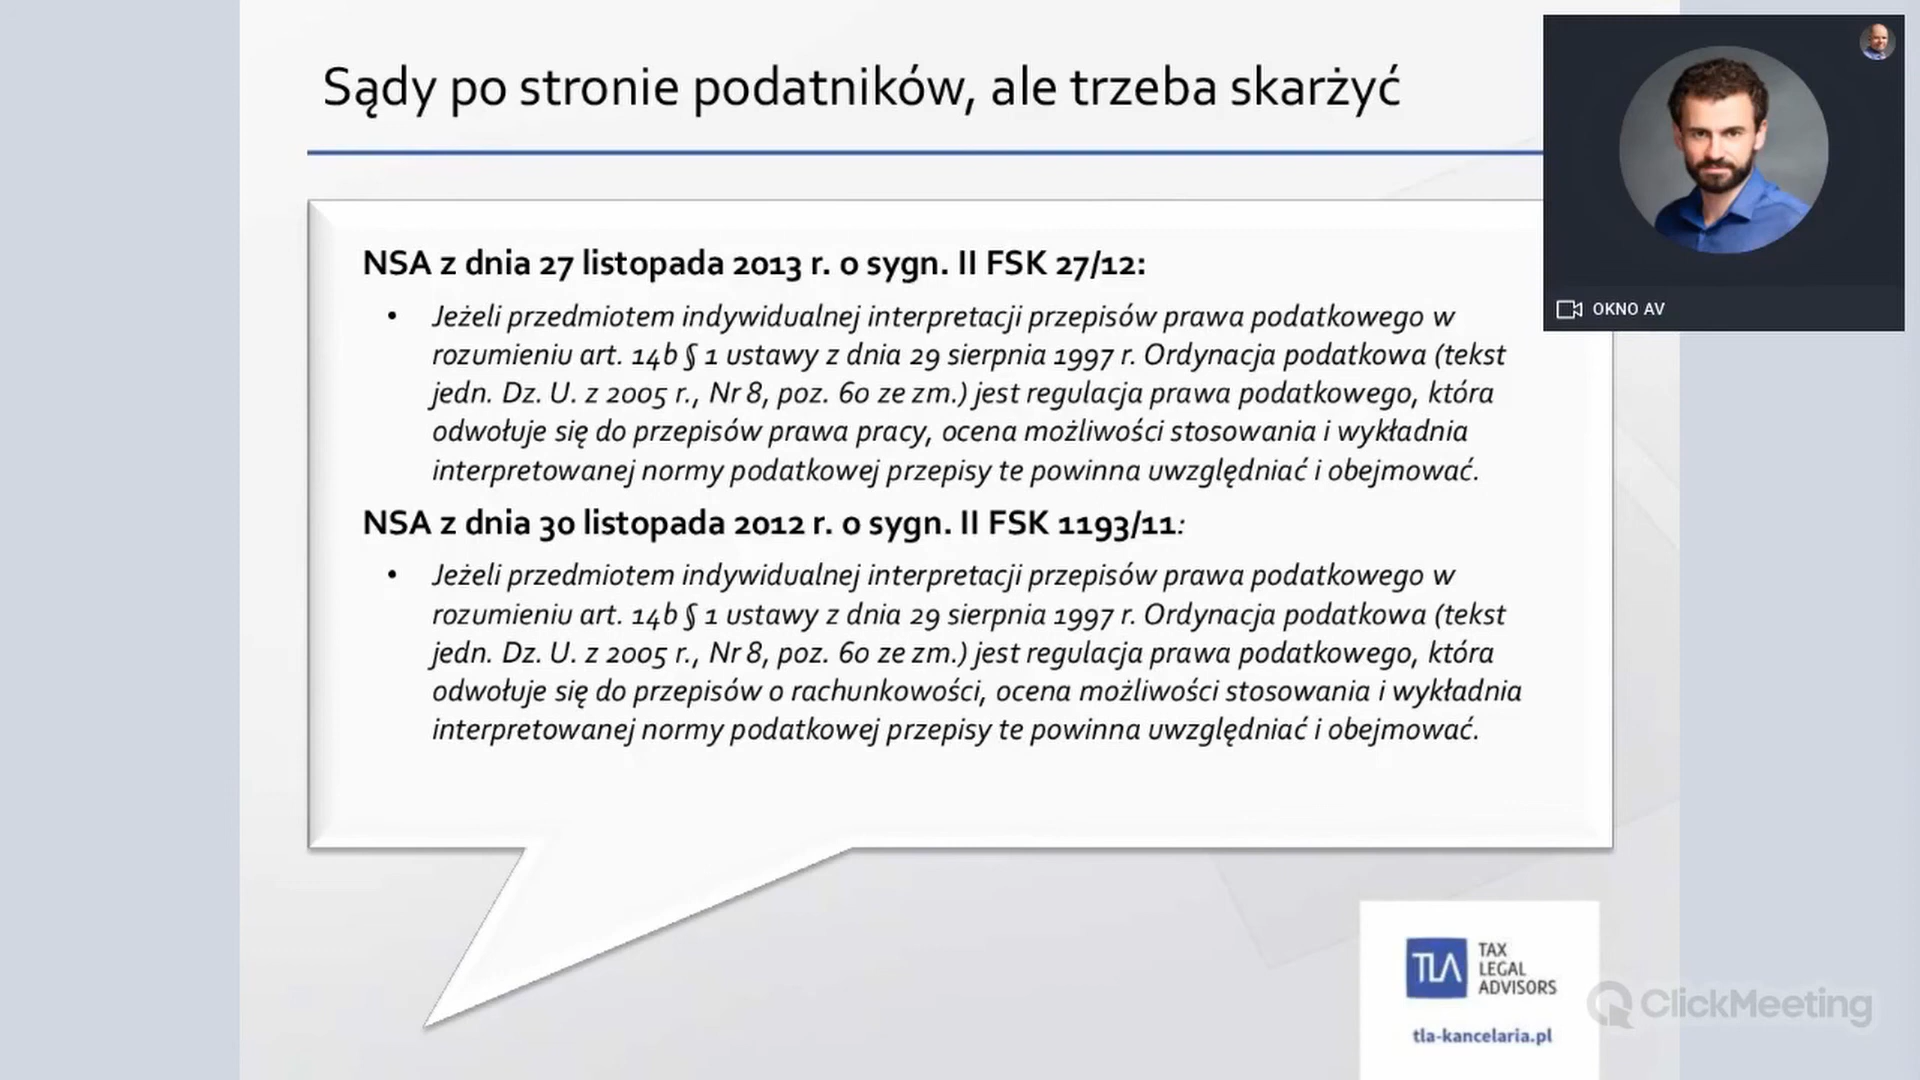 Sądy po stronie podatników, ale trzeba skarżyć
OKNO AV
NSA z dnia 27 listopada 2013 r. o sygn. II FSK 27/12:
• Jeżeli przedmiotem indywidualnej interpretacji przepisów prawa podatkowego w
rozumieniu art. 14b § 1 ustawy z dnia 29 sierpnia 1997 r. Ordynacja podatkowa (tekst
jedn. Dz. U. z 2005 r., Nr 8, poz. 60 ze zm.) jest regulacja prawa podatkowego, która
odwołuje się do przepisów prawa pracy, ocena możliwości stosowania i wykładnia
interpretowanej normy podatkowej przepisy te powinna uwzględniać i obejmować.
NSA z dnia 30 listopada 2012 r. o sygn. II FSK 1193/11:
• Jeżeli przedmiotem indywidualnej interpretacji przepisów prawa podatkowego w
rozumieniu art. 14b § 1 ustawy z dnia 29 sierpnia 1997 r. Ordynacja podatkowa (tekst
jedn. Dz. U. z 2005 r., Nr 8, poz. 60 ze zm.) jest regulacja prawa podatkowego, która
odwołuje się do przepisów o rachunkowości, ocena możliwości stosowania i wykładnia
interpretowanej normy podatkowej przepisy te powinna uwzględniać i obejmować.
TLA
TAX
LEGAL
ADVISORS
tla-kancelaria.pl
ClickMeeting